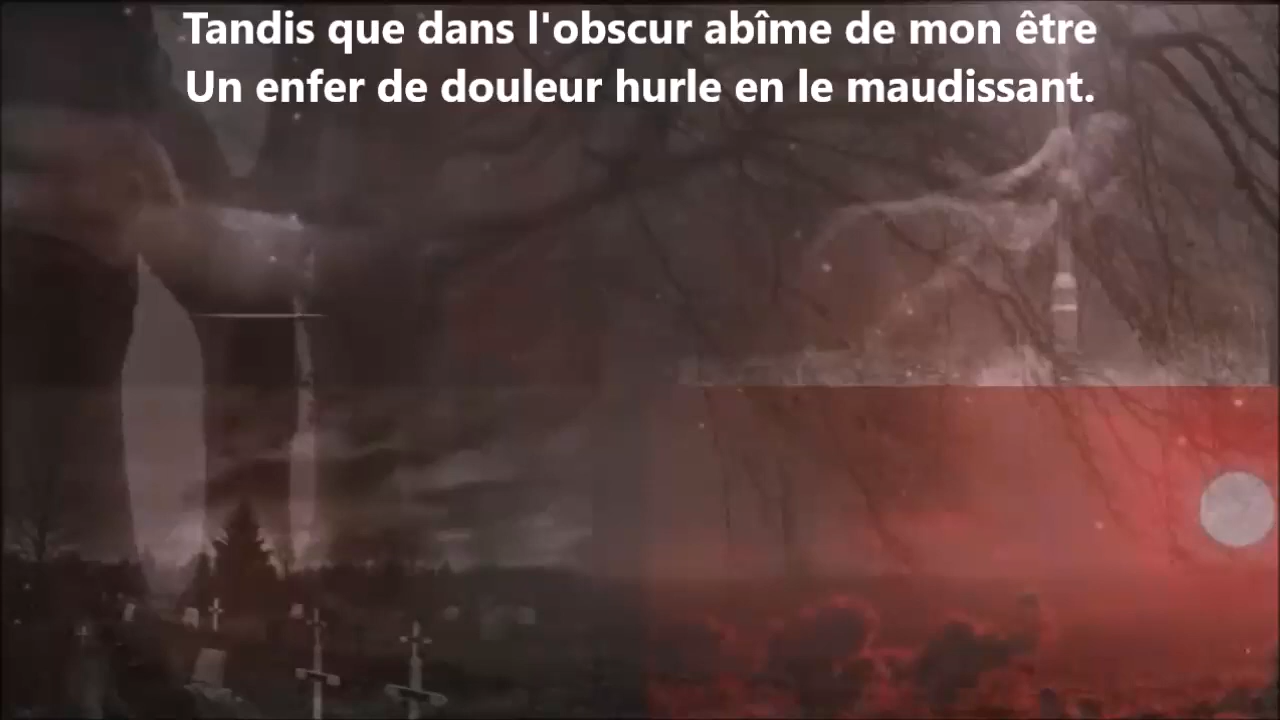 Tandis que dans l'obscur abîme de mon être
Un enfer de douleur hurle en le maudissant.